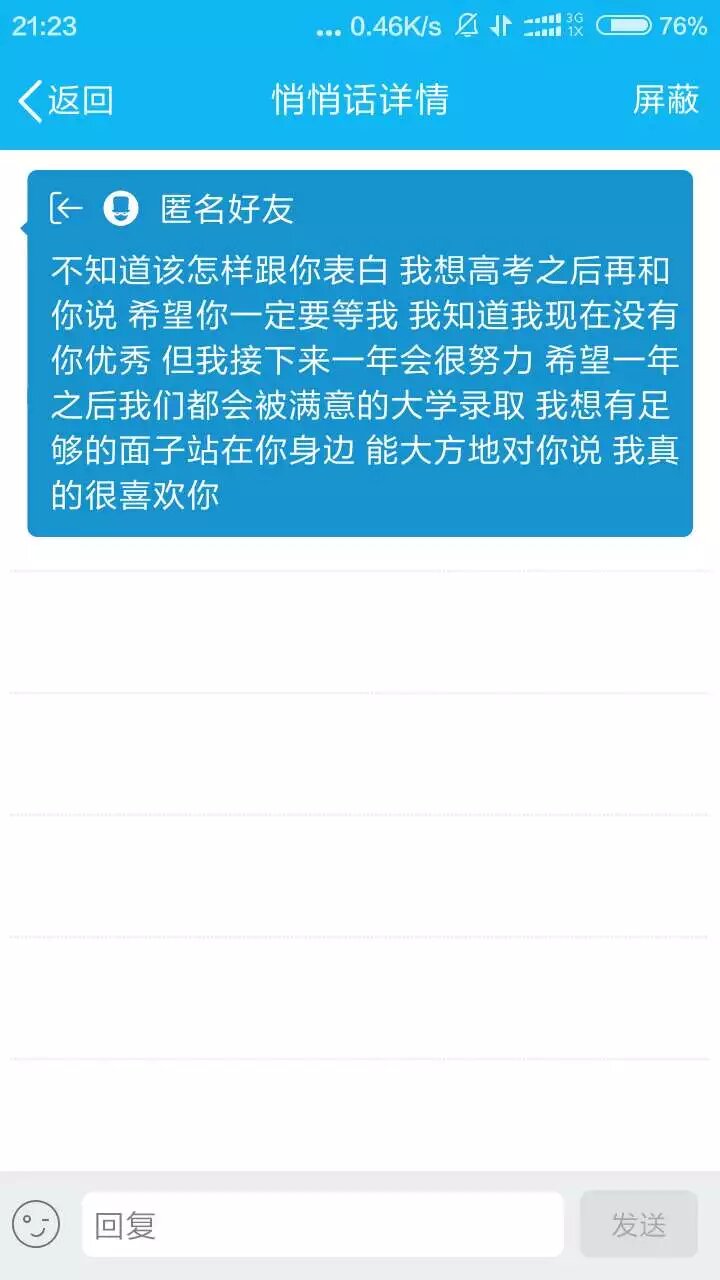 21:23 ... 0.46K/s 3G 1X 76%
返回 悄悄话详情 屏蔽
匿名好友
不知道该怎样跟你表白 我想高考之后再和
你说 希望你一定要等我 我知道我现在没有
你优秀 但我接下来一年会很努力 希望一年
之后我们都会被满意的大学录取 我想有足
够的面子站在你身边 能大方地对你说 我真
的很喜欢你
回复 发送